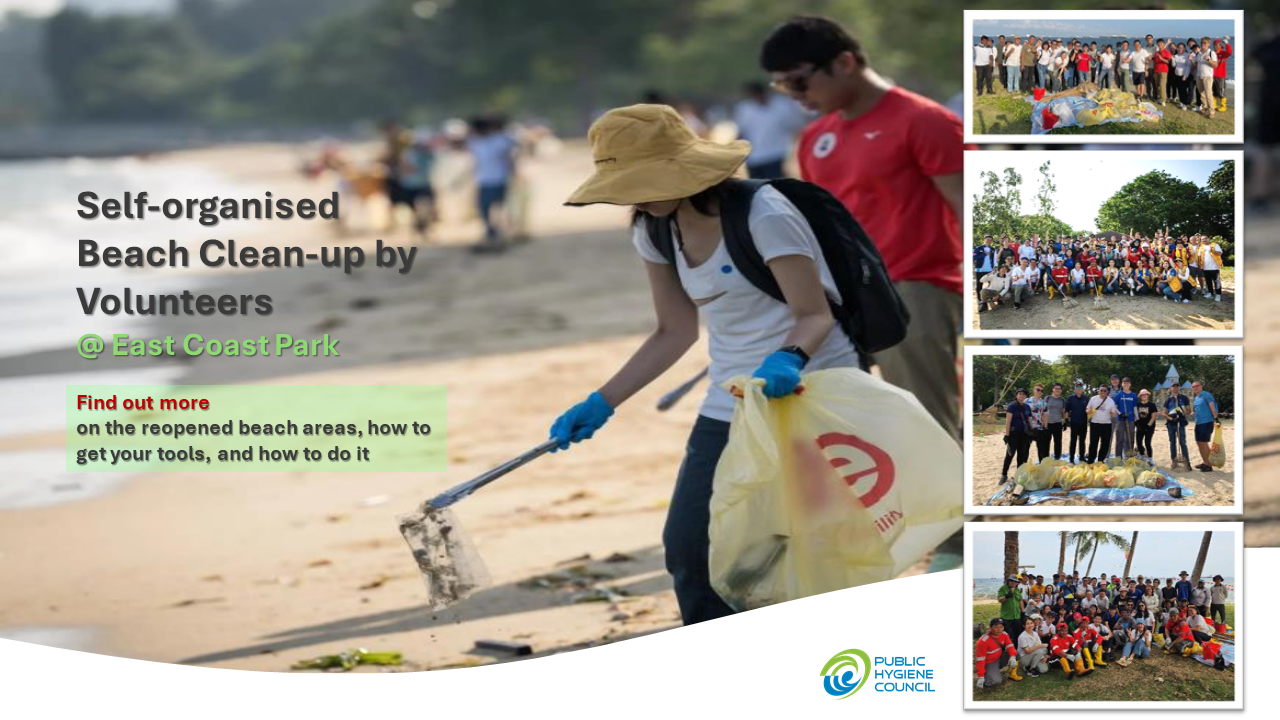 Self-organised
Beach Clean-up by
Volunteers
@ East Coast Park
Find out more
on the reopened beach areas, how to
get your tools, and how to do it
PUBLIC
HYGIENE
COUNCIL